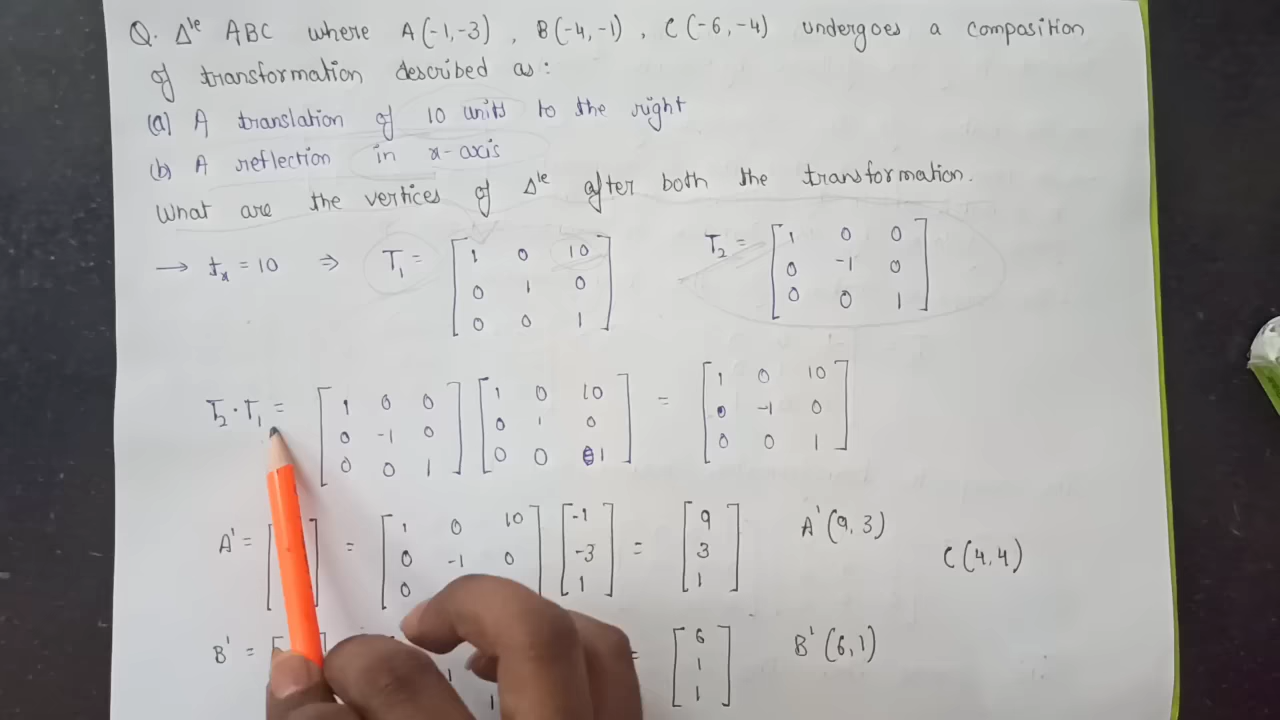 Q. Δle ABC where A(-1,-3), B(-4,-1), C(-6,-4) undergoes a composition
of transformation described as:
(a) A translation of 10 units to the right
(b) A reflection in x-axis
What are the vertices of Δle after both the transformation.
→ tx = 10 ⇒ T1 = [1 0 10 T2 = [1 0 0
0 1 0 0 -1 0
0 0 1] 0 0 1]
T2·T1 = [1 0 0 [1 0 10 = [1 0 10
0 -1 0 0 1 0 0 -1 0
0 0 1] 0 0 1] 0 0 1]
A' = [ ] = [1 0 10 [-1 = [9 A'(9,3)
0 -1 0 -3 3 C(4,4)
0 1] 1]
B' = [ = [6 B'(6,1)
1 1
1 1]